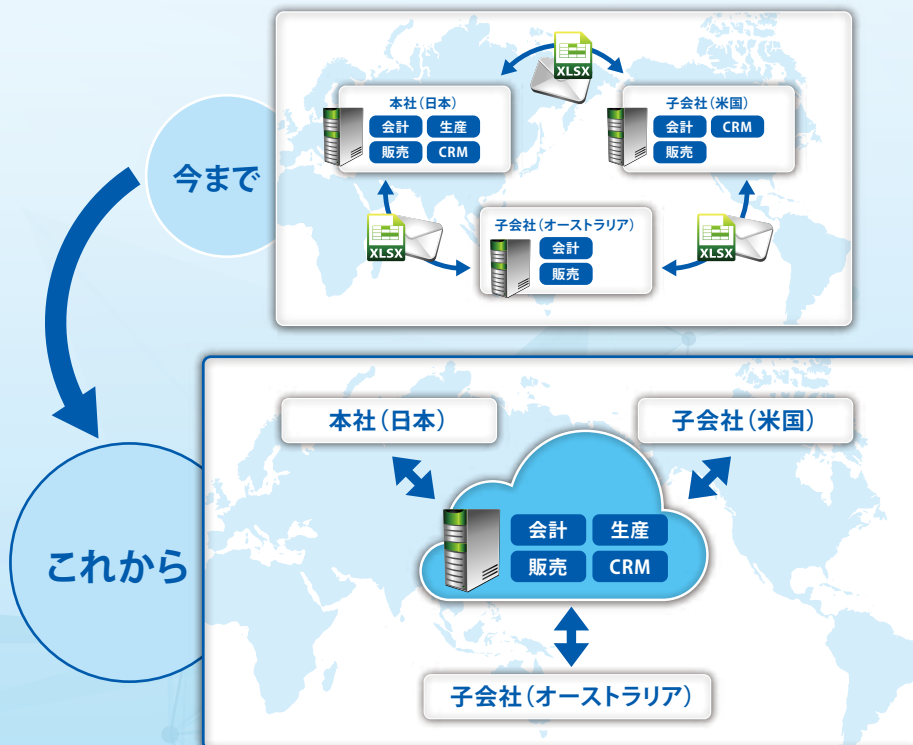 今まで
XLSX
本社（日本）
会計 生産
販売 CRM
子会社（米国）
会計 CRM
販売
XLSX
子会社（オーストラリア）
会計
販売
XLSX
これから
本社（日本）
子会社（米国）
会計 生産
販売 CRM
子会社（オーストラリア）